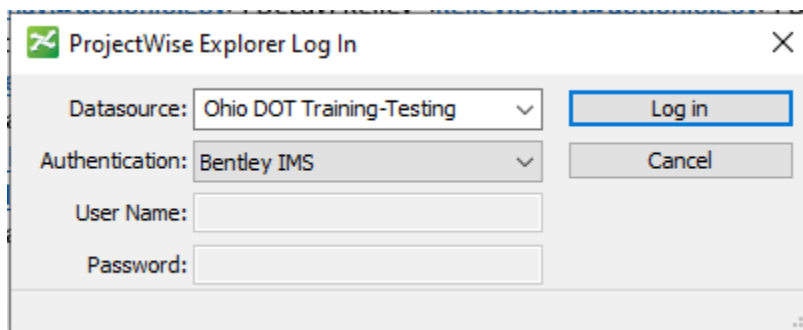 ProjectWise Explorer Log In
Datasource: Ohio DOT Training-Testing Log in
Authentication: Bentley IMS Cancel
User Name:
Password: